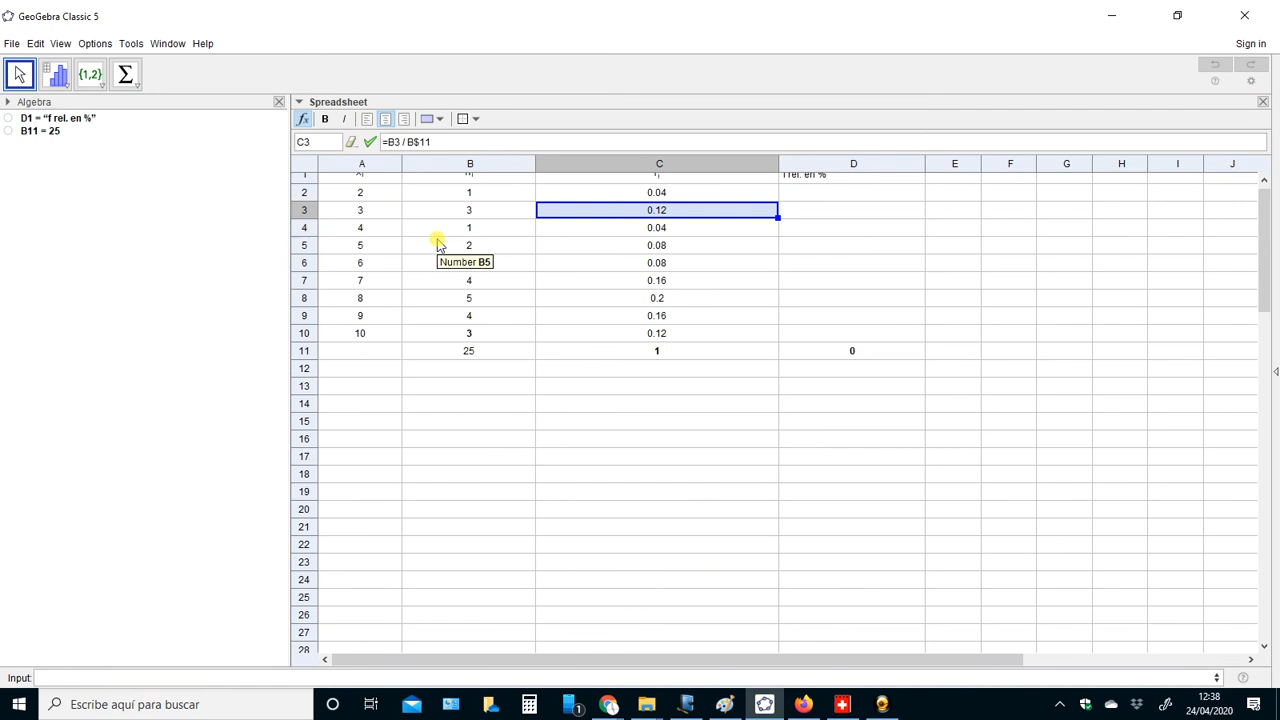 GeoGebra Classic 5
File Edit View Options Tools Window Help
Sign in
{1,2} Σ
Algebra
Spreadsheet
D1 = “f rel. en %”
B11 = 25
fx B I
C3 =B3 / B$11
A B C D E F G H I J
1 f rel. en %
2 2 1 0.04
3 3 3 0.12
4 4 1 0.04
5 5 2 0.08
6 6 0.08
Number B5
7 7 4 0.16
8 8 5 0.2
9 9 4 0.16
10 10 3 0.12
11 25 1 0
12
13
14
15
16
17
18
19
20
21
22
23
24
25
26
27
28
Input:
Escribe aquí para buscar
1
12:38
24/04/2020